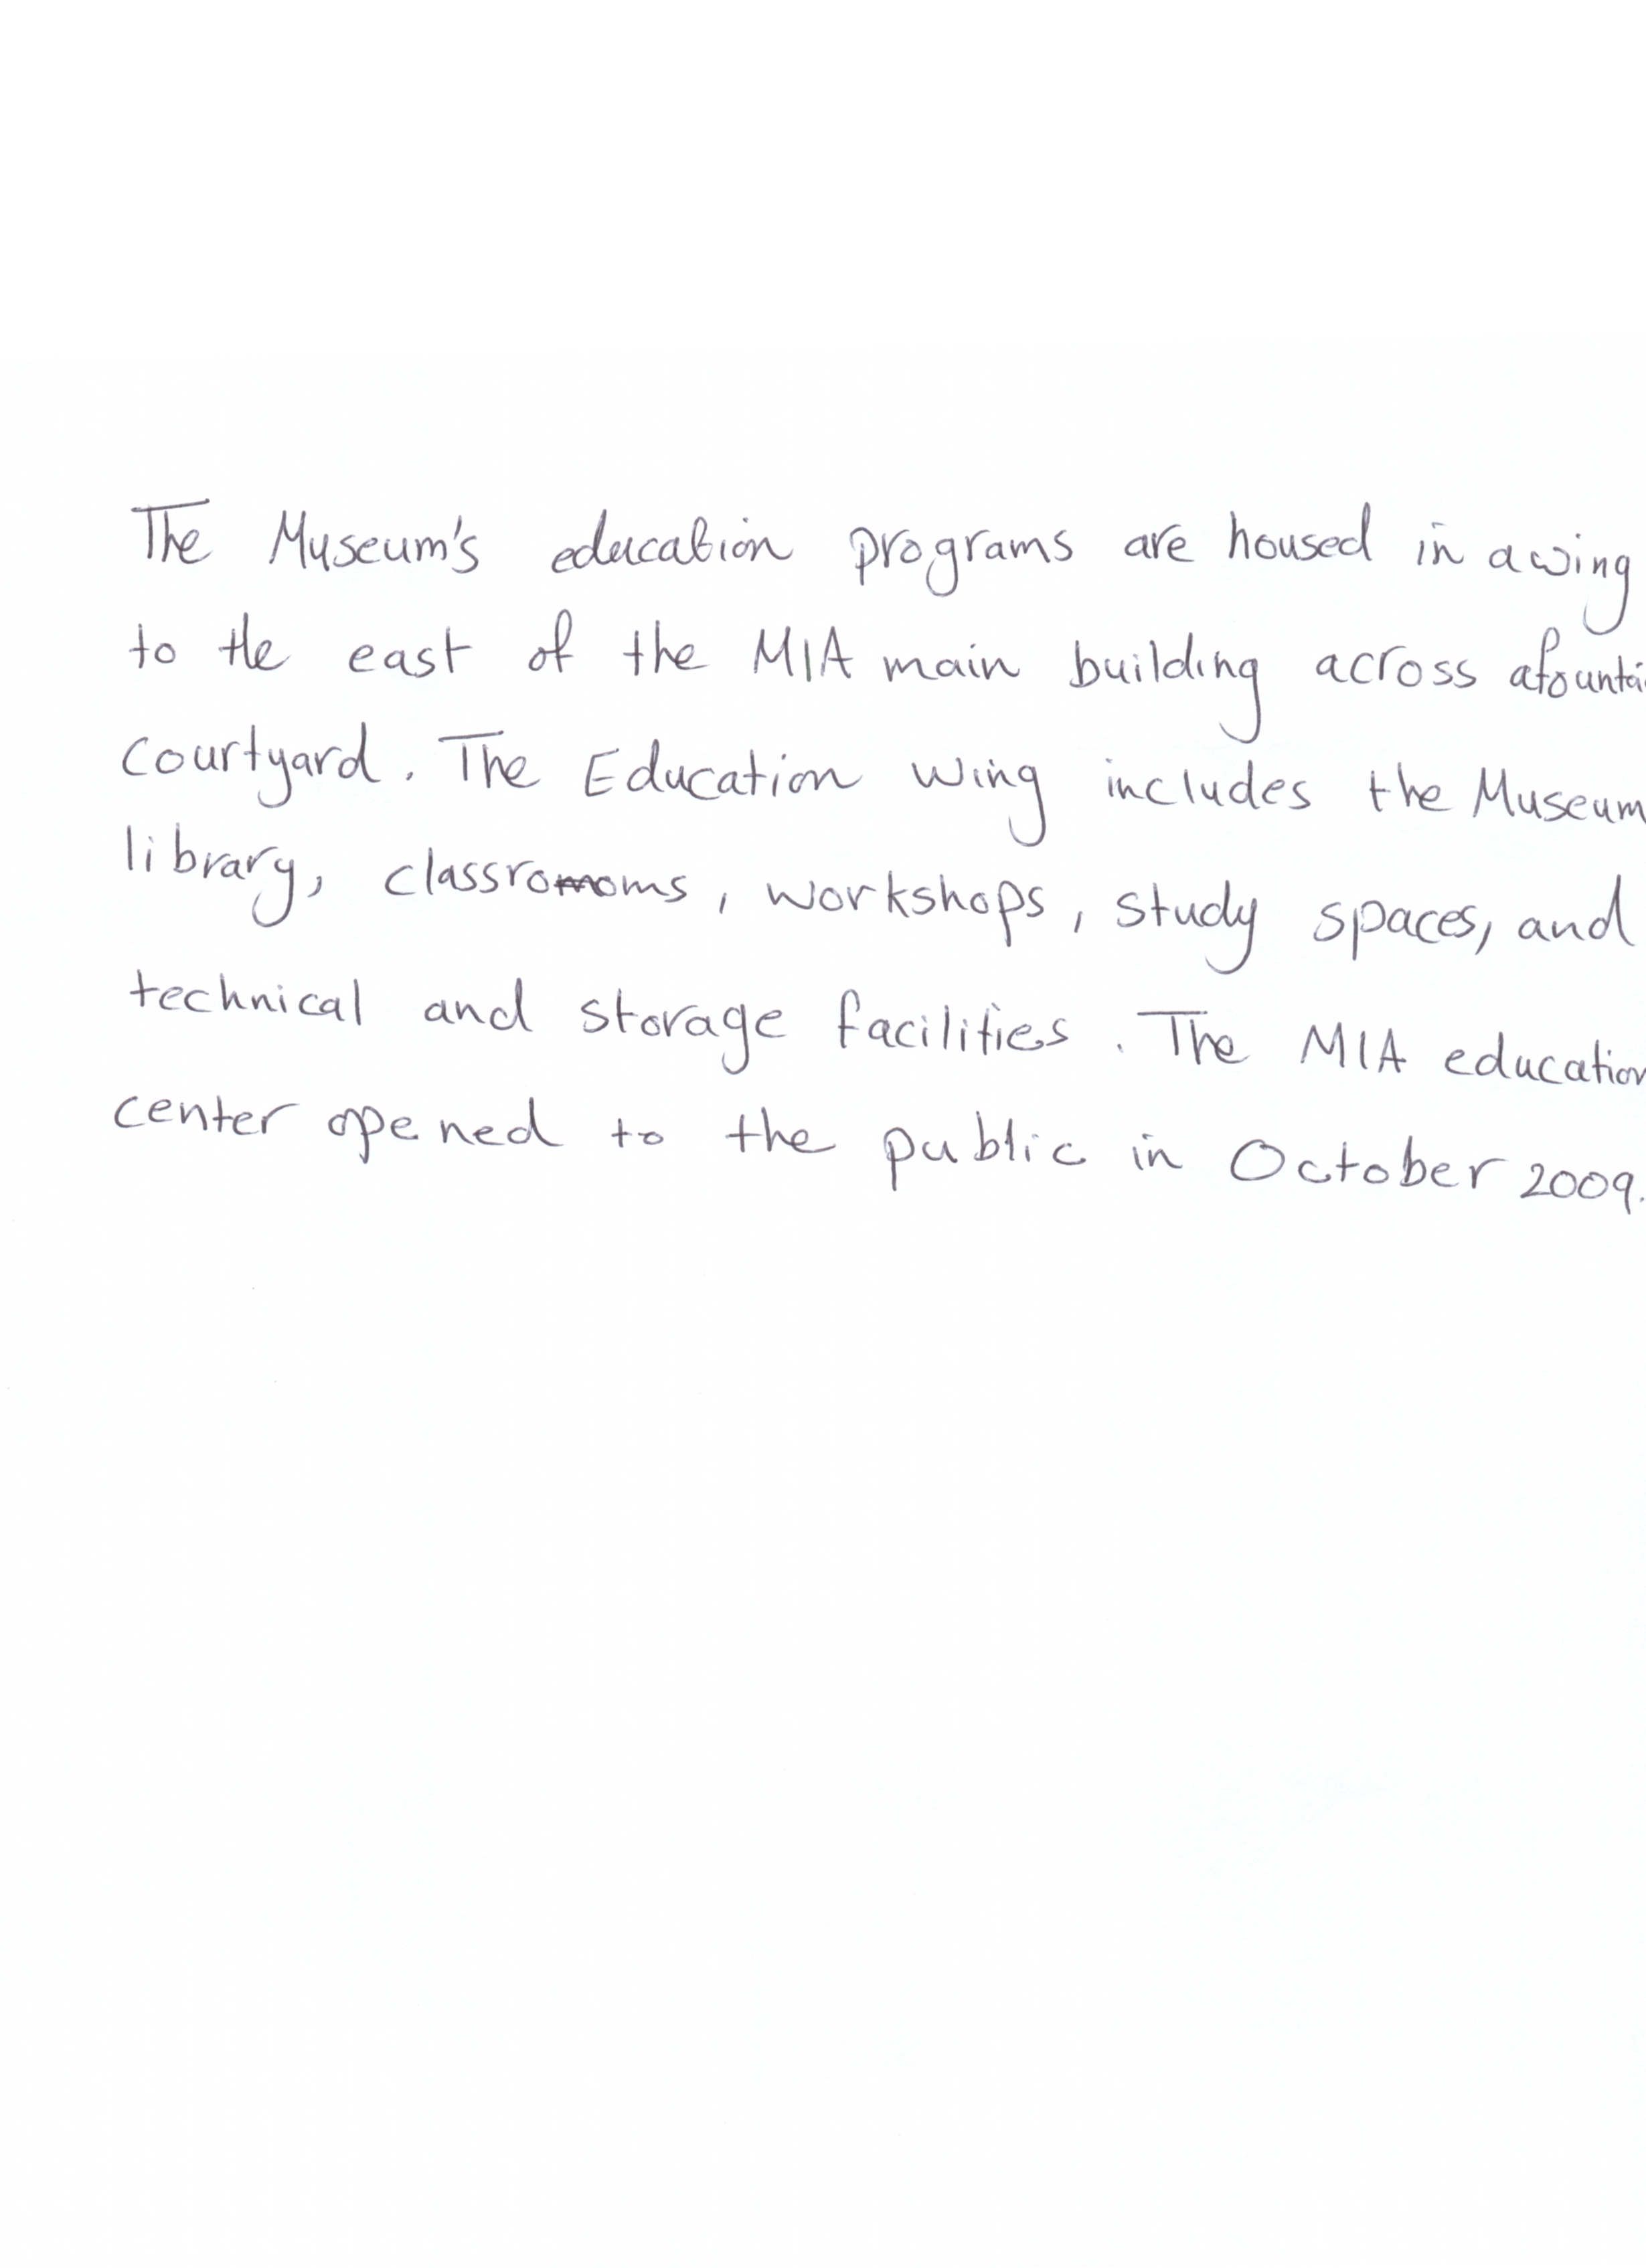 The Museum's education programs are housed in a wing
to the east of the MIA main building across a fountai
courtyard. The Education wing includes the Museum
library, classrooms, workshops, study spaces, and
technical and storage facilities. The MIA education
center opened to the public in October 2009.